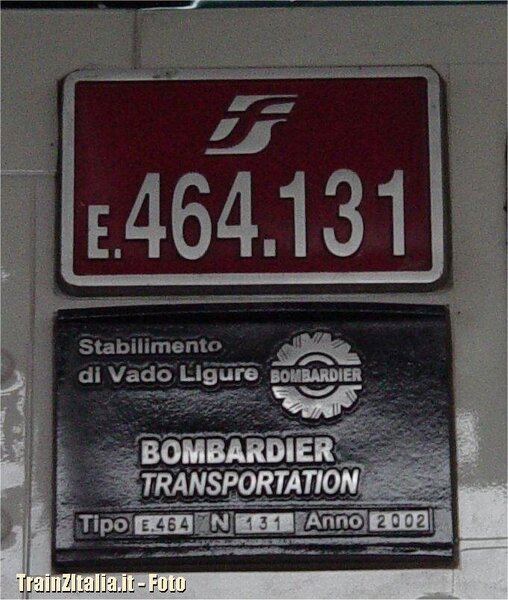 E.464.131
Stabilimento
di Vado Ligure
BOMBARDIER
BOMBARDIER
TRANSPORTATION
Tipo E.464 N 131 Anno 2002
TrainZItalia.it - Foto